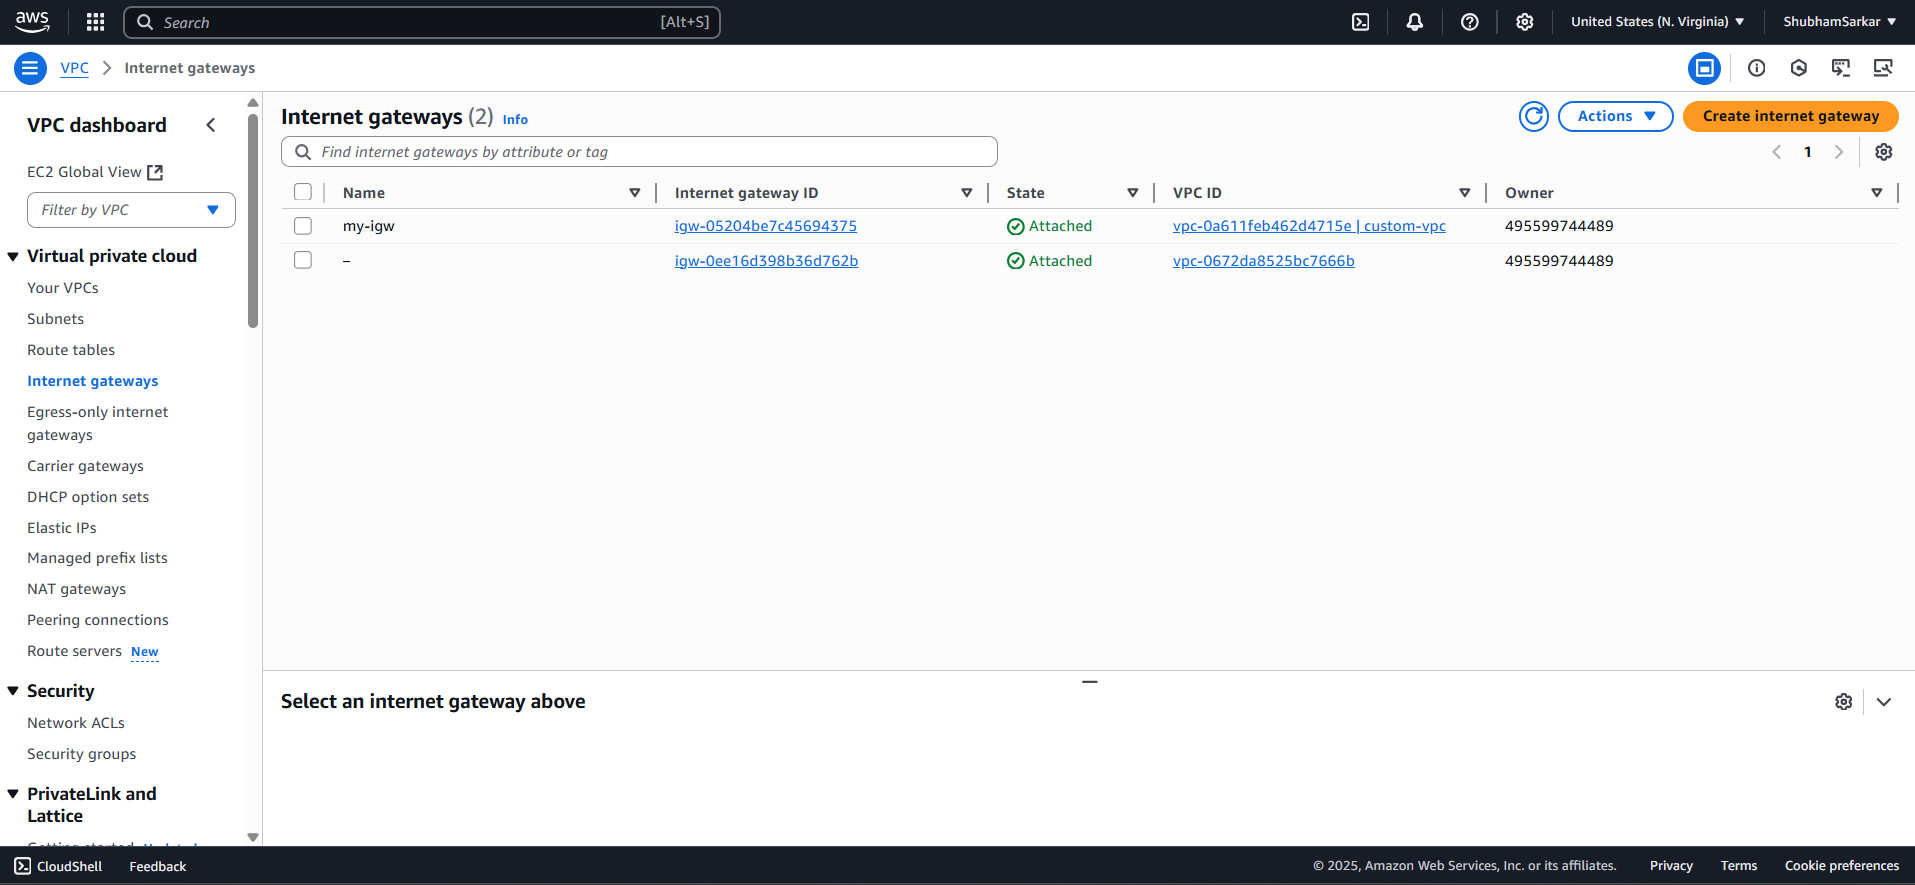 aws
Search [Alt+S]
United States (N. Virginia)
ShubhamSarkar
VPC
Internet gateways
VPC dashboard
EC2 Global View
Filter by VPC
Virtual private cloud
Your VPCs
Subnets
Route tables
Internet gateways
Egress-only internet
gateways
Carrier gateways
DHCP option sets
Elastic IPs
Managed prefix lists
NAT gateways
Peering connections
Route servers New
Security
Network ACLs
Security groups
PrivateLink and
Lattice
Internet gateways (2) Info
Actions
Create internet gateway
Find internet gateways by attribute or tag
1
Name Internet gateway ID State VPC ID Owner
my-igw igw-05204be7c45694375 Attached vpc-0a611feb462d4715e | custom-vpc 495599744489
– igw-0ee16d398b36d762b Attached vpc-0672da8525bc7666b 495599744489
Select an internet gateway above
CloudShell Feedback
© 2025, Amazon Web Services, Inc. or its affiliates. Privacy Terms Cookie preferences